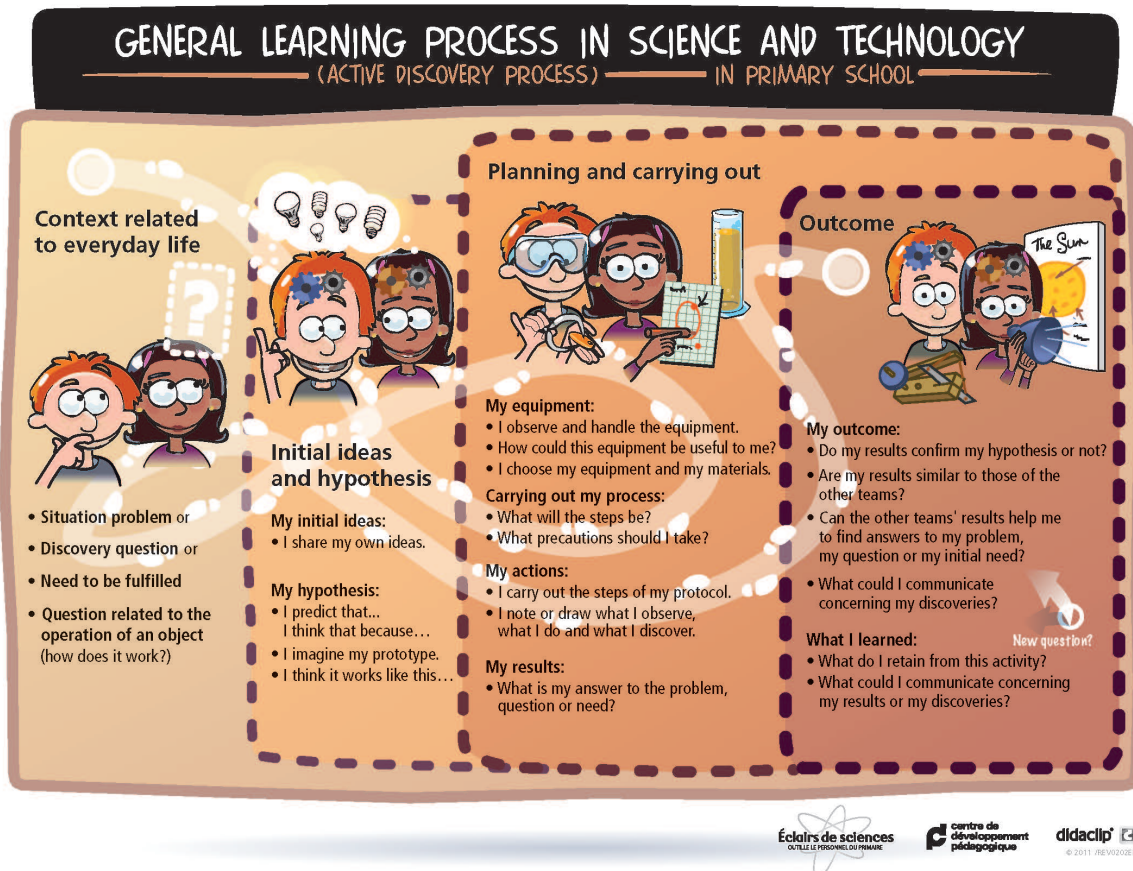 GENERAL LEARNING PROCESS IN SCIENCE AND TECHNOLOGY
(ACTIVE DISCOVERY PROCESS) IN PRIMARY SCHOOL
Context related
to everyday life
?
• Situation problem or
• Discovery question or
• Need to be fulfilled
• Question related to the
operation of an object
(how does it work?)
Initial ideas
and hypothesis
My initial ideas:
• I share my own ideas.
My hypothesis:
• I predict that...
I think that because...
• I imagine my prototype.
• I think it works like this...
Planning and carrying out
My equipment:
• I observe and handle the equipment.
• How could this equipment be useful to me?
• I choose my equipment and my materials.
Carrying out my process:
• What will the steps be?
• What precautions should I take?
My actions:
• I carry out the steps of my protocol.
• I note or draw what I observe,
what I do and what I discover.
My results:
• What is my answer to the problem,
question or need?
Outcome
The Sun
My outcome:
• Do my results confirm my hypothesis or not?
• Are my results similar to those of the
other teams?
• Can the other teams' results help me
to find answers to my problem,
my question or my initial need?
• What could I communicate
concerning my discoveries?
New question?
What I learned:
• What do I retain from this activity?
• What could I communicate concerning
my results or my discoveries?
Éclairs de sciences
OUTILLE LE PERSONNEL DU PRIMAIRE
centre de
développement
pédagogique
didaclip
© 2011 /REV0202E